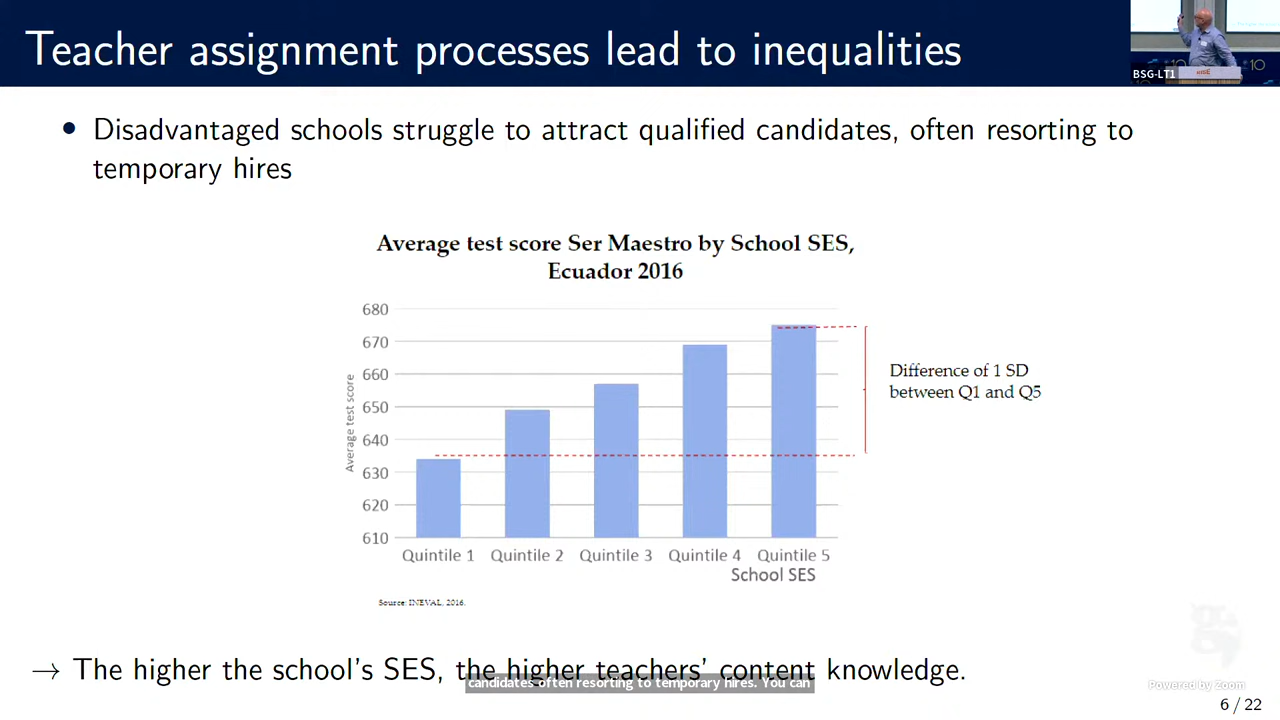 Teacher assignment processes lead to inequalities
BSG-LT1
• Disadvantaged schools struggle to attract qualified candidates, often resorting to
temporary hires
Average test score Ser Maestro by School SES,
Ecuador 2016
680
670
660
650
640
630
620
610
Average test score
Difference of 1 SD
between Q1 and Q5
Quintile 1 Quintile 2 Quintile 3 Quintile 4 Quintile 5
School SES
Source: INEVAL, 2016.
→ The higher the school's SES, the higher teachers' content knowledge.
candidates often resorting to temporary hires. You can
Powered by Zoom
6 / 22